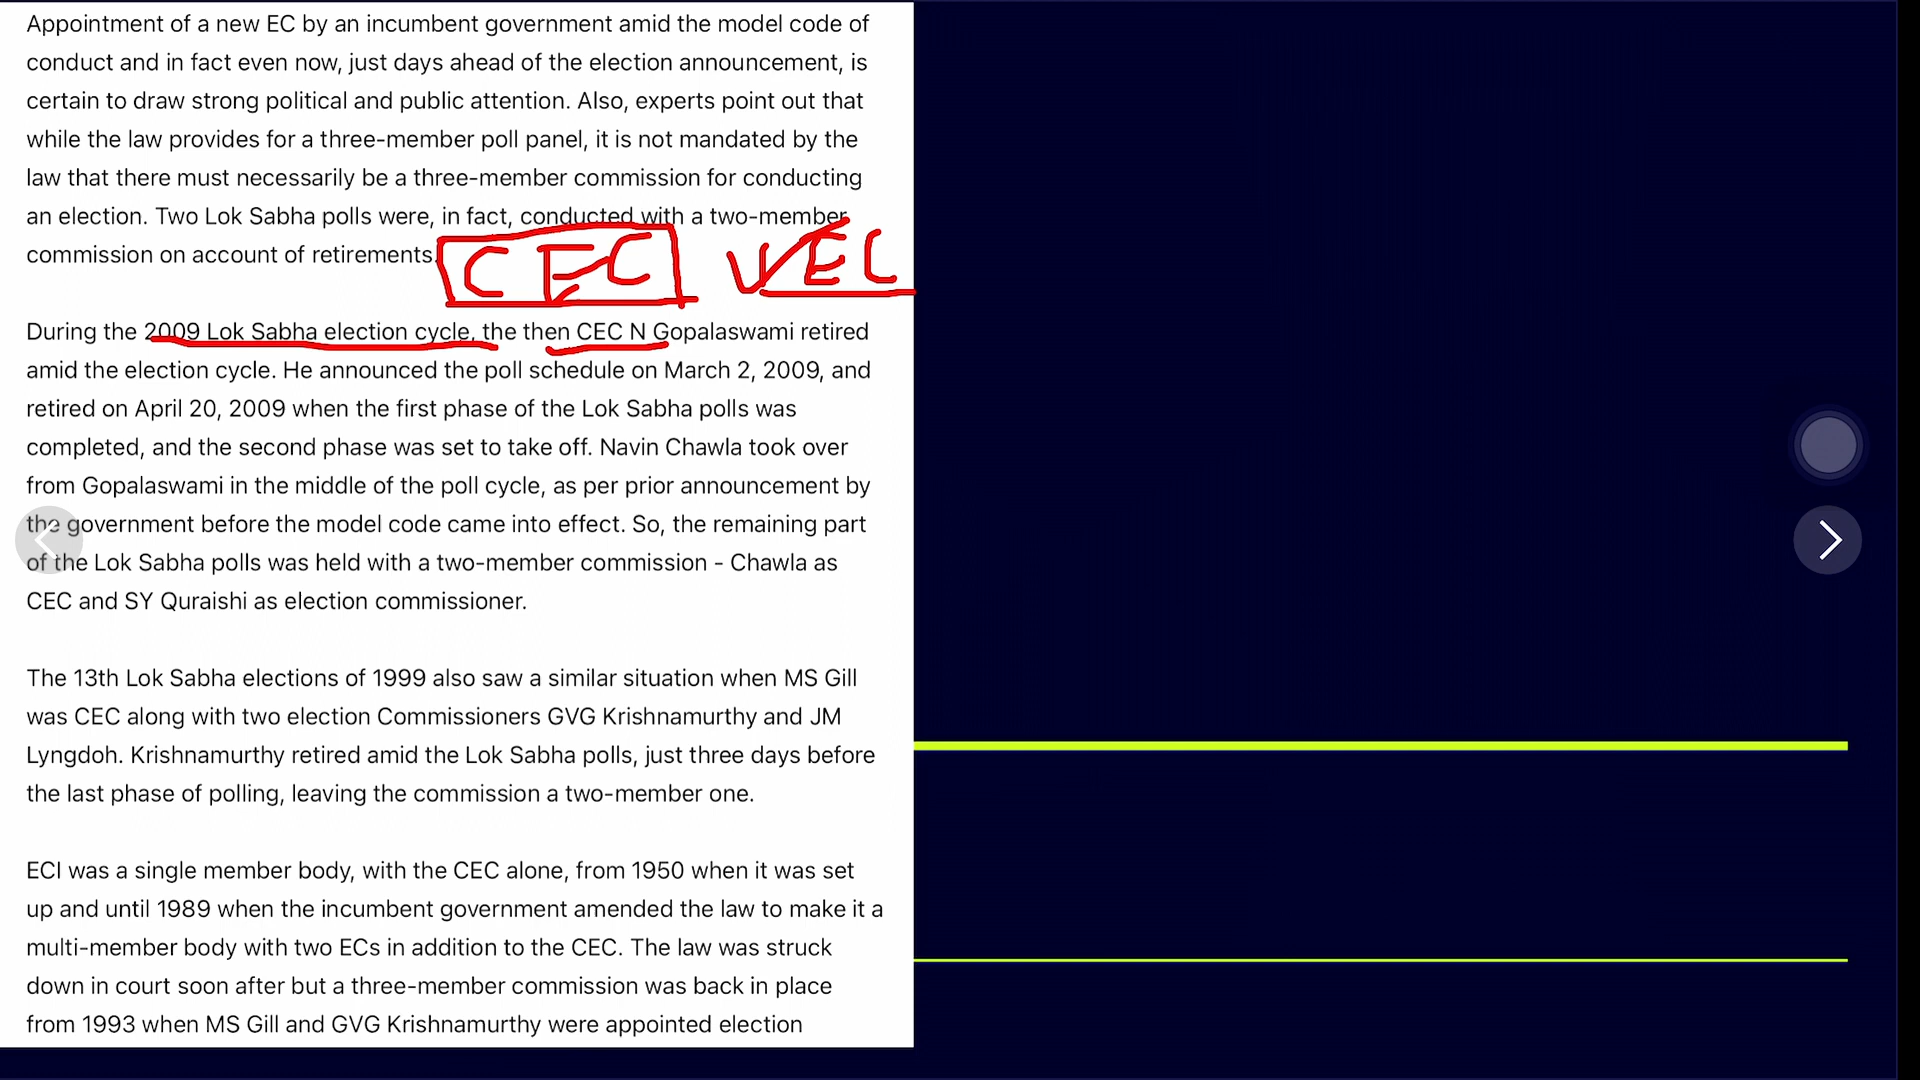 Appointment of a new EC by an incumbent government amid the model code of
conduct and in fact even now, just days ahead of the election announcement, is
certain to draw strong political and public attention. Also, experts point out that
while the law provides for a three-member poll panel, it is not mandated by the
law that there must necessarily be a three-member commission for conducting
an election. Two Lok Sabha polls were, in fact, conducted with a two-member
commission on account of retirements.
CEC EC
During the 2009 Lok Sabha election cycle, the then CEC N Gopalaswami retired
amid the election cycle. He announced the poll schedule on March 2, 2009, and
retired on April 20, 2009 when the first phase of the Lok Sabha polls was
completed, and the second phase was set to take off. Navin Chawla took over
from Gopalaswami in the middle of the poll cycle, as per prior announcement by
the government before the model code came into effect. So, the remaining part
of the Lok Sabha polls was held with a two-member commission - Chawla as
CEC and SY Quraishi as election commissioner.
The 13th Lok Sabha elections of 1999 also saw a similar situation when MS Gill
was CEC along with two election Commissioners GVG Krishnamurthy and JM
Lyngdoh. Krishnamurthy retired amid the Lok Sabha polls, just three days before
the last phase of polling, leaving the commission a two-member one.
ECI was a single member body, with the CEC alone, from 1950 when it was set
up and until 1989 when the incumbent government amended the law to make it a
multi-member body with two ECs in addition to the CEC. The law was struck
down in court soon after but a three-member commission was back in place
from 1993 when MS Gill and GVG Krishnamurthy were appointed election